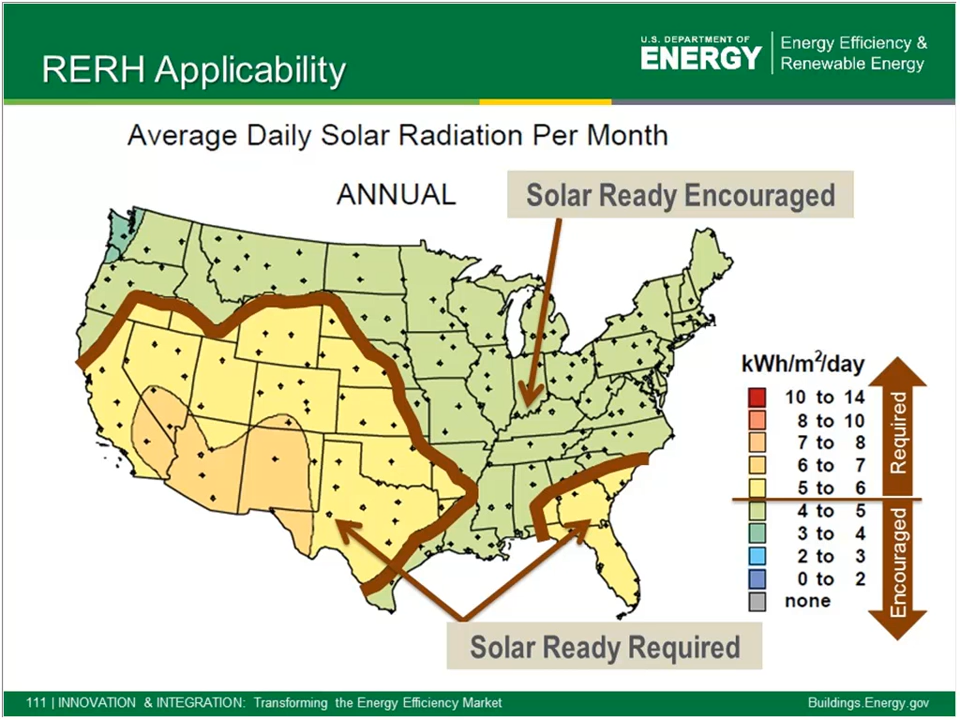 RERH Applicability
U.S. DEPARTMENT OF
ENERGY
Energy Efficiency &
Renewable Energy
Average Daily Solar Radiation Per Month
ANNUAL
Solar Ready Encouraged
kWh/m²/day
10 to 14
8 to 10
7 to 8
6 to 7
5 to 6
4 to 5
3 to 4
2 to 3
0 to 2
none
Required
Encouraged
Solar Ready Required
111 | INNOVATION & INTEGRATION: Transforming the Energy Efficiency Market
Buildings.Energy.gov